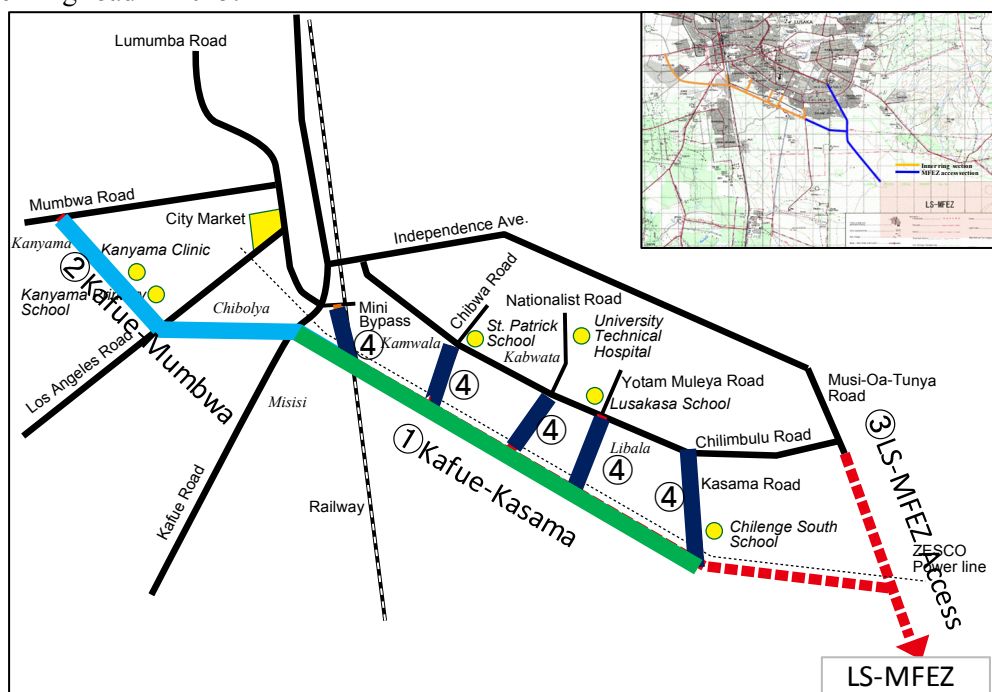 Lumumba Road
Mumbwa Road
City Market
Kanyama
Kanyama Clinic
②Kafue-Mumbwa
School
Chibolya
Los Angeles Road
Misisi
Kafue Road
Railway
Independence Ave.
Mini
Bypass
④
Kamwala
Chibwa Road
④
St. Patrick
School
Nationalist Road
Kabwata
④
University
Technical
Hospital
Yotam Muleya Road
Lusakasa School
Libala
④
Chilimbulu Road
Kasama Road
④
Chilenge South
School
①Kafue-Kasama
Musi-Oa-Tunya
Road
③LS-MFEZ Access
ZESCO
Power line
LS-MFEZ
LUSAKA
Inner ring section
MFEZ access section
LS-MFEZ